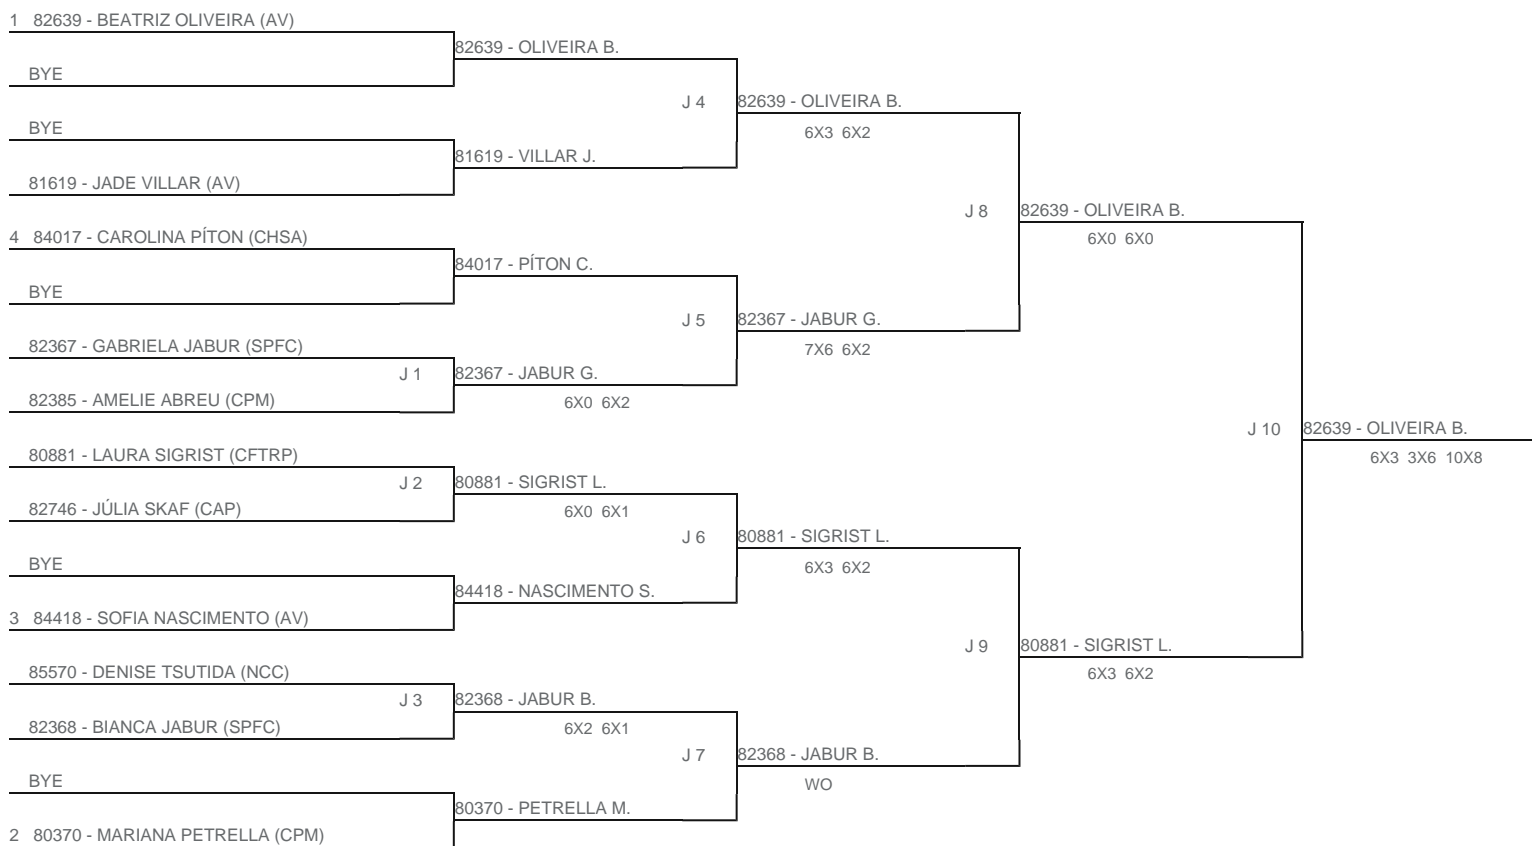 1 82639 - BEATRIZ OLIVEIRA (AV)
82639 - OLIVEIRA B.
BYE
J 4
82639 - OLIVEIRA B.
6X3 6X2
BYE
81619 - VILLAR J.
81619 - JADE VILLAR (AV)
J 8
82639 - OLIVEIRA B.
6X0 6X0
4 84017 - CAROLINA PÍTON (CHSA)
84017 - PÍTON C.
BYE
J 5
82367 - JABUR G.
7X6 6X2
82367 - GABRIELA JABUR (SPFC)
J 1
82367 - JABUR G.
6X0 6X2
82385 - AMELIE ABREU (CPM)
J 10
82639 - OLIVEIRA B.
6X3 3X6 10X8
80881 - LAURA SIGRIST (CFTRP)
J 2
80881 - SIGRIST L.
6X0 6X1
82746 - JÚLIA SKAF (CAP)
J 6
80881 - SIGRIST L.
6X3 6X2
BYE
84418 - NASCIMENTO S.
3 84418 - SOFIA NASCIMENTO (AV)
J 9
80881 - SIGRIST L.
6X3 6X2
85570 - DENISE TSUTIDA (NCC)
J 3
82368 - JABUR B.
6X2 6X1
82368 - BIANCA JABUR (SPFC)
J 7
82368 - JABUR B.
WO
BYE
80370 - PETRELLA M.
2 80370 - MARIANA PETRELLA (CPM)